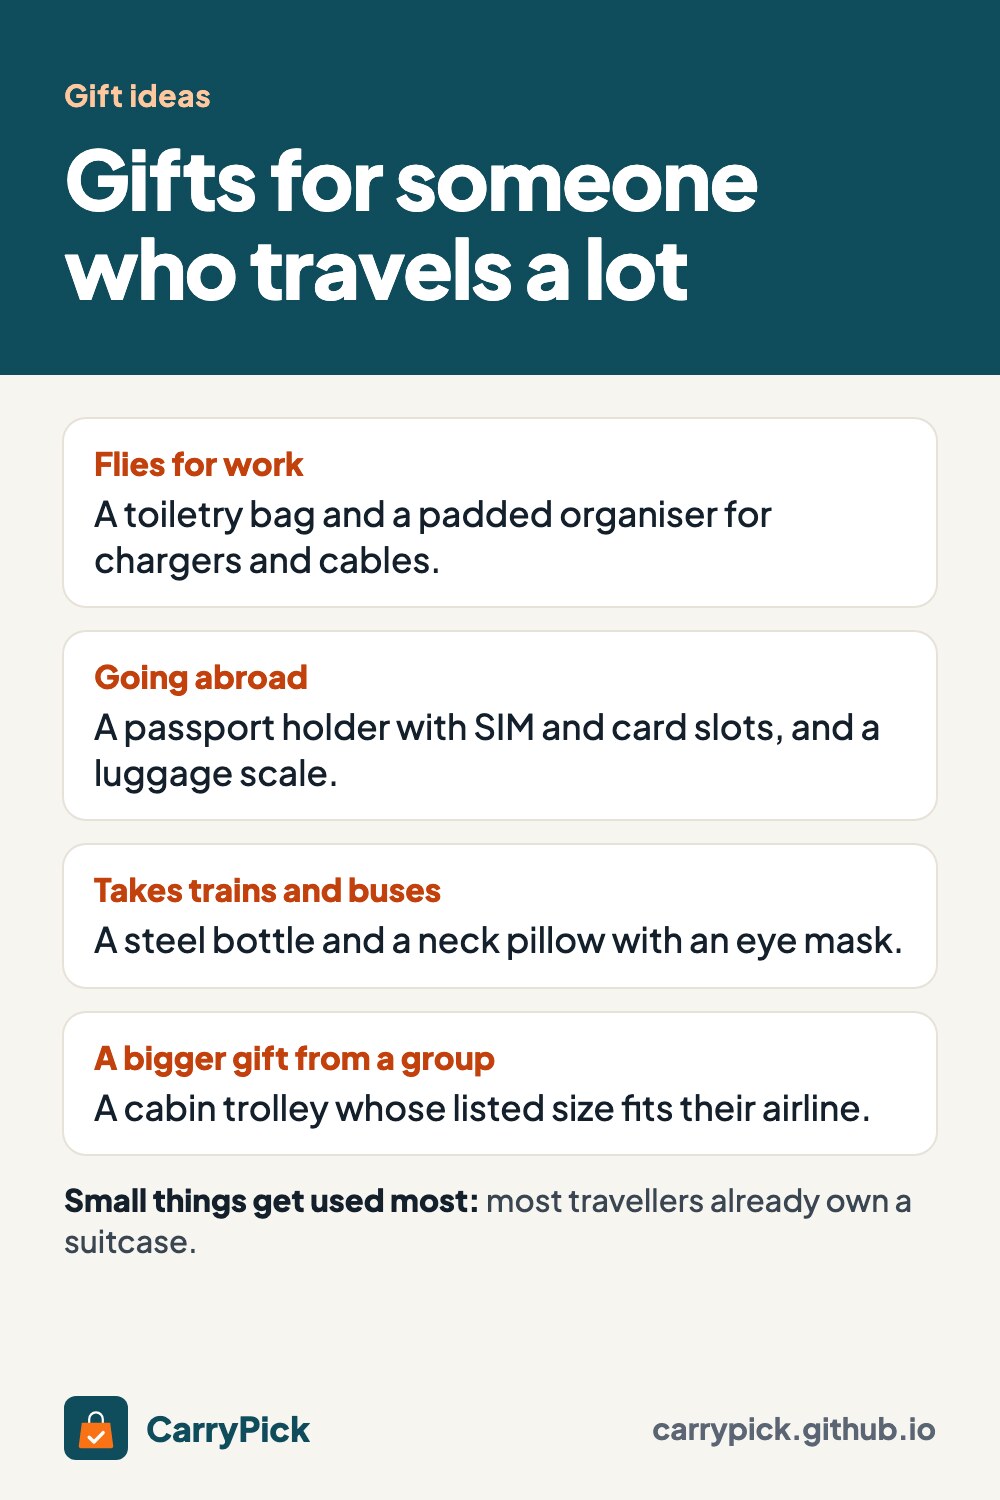 Gift ideas
Gifts for someone
who travels a lot
Flies for work
A toiletry bag and a padded organiser for
chargers and cables.
Going abroad
A passport holder with SIM and card slots, and a
luggage scale.
Takes trains and buses
A steel bottle and a neck pillow with an eye mask.
A bigger gift from a group
A cabin trolley whose listed size fits their airline.
Small things get used most: most travellers already own a
suitcase.
CarryPick
carrypick.github.io